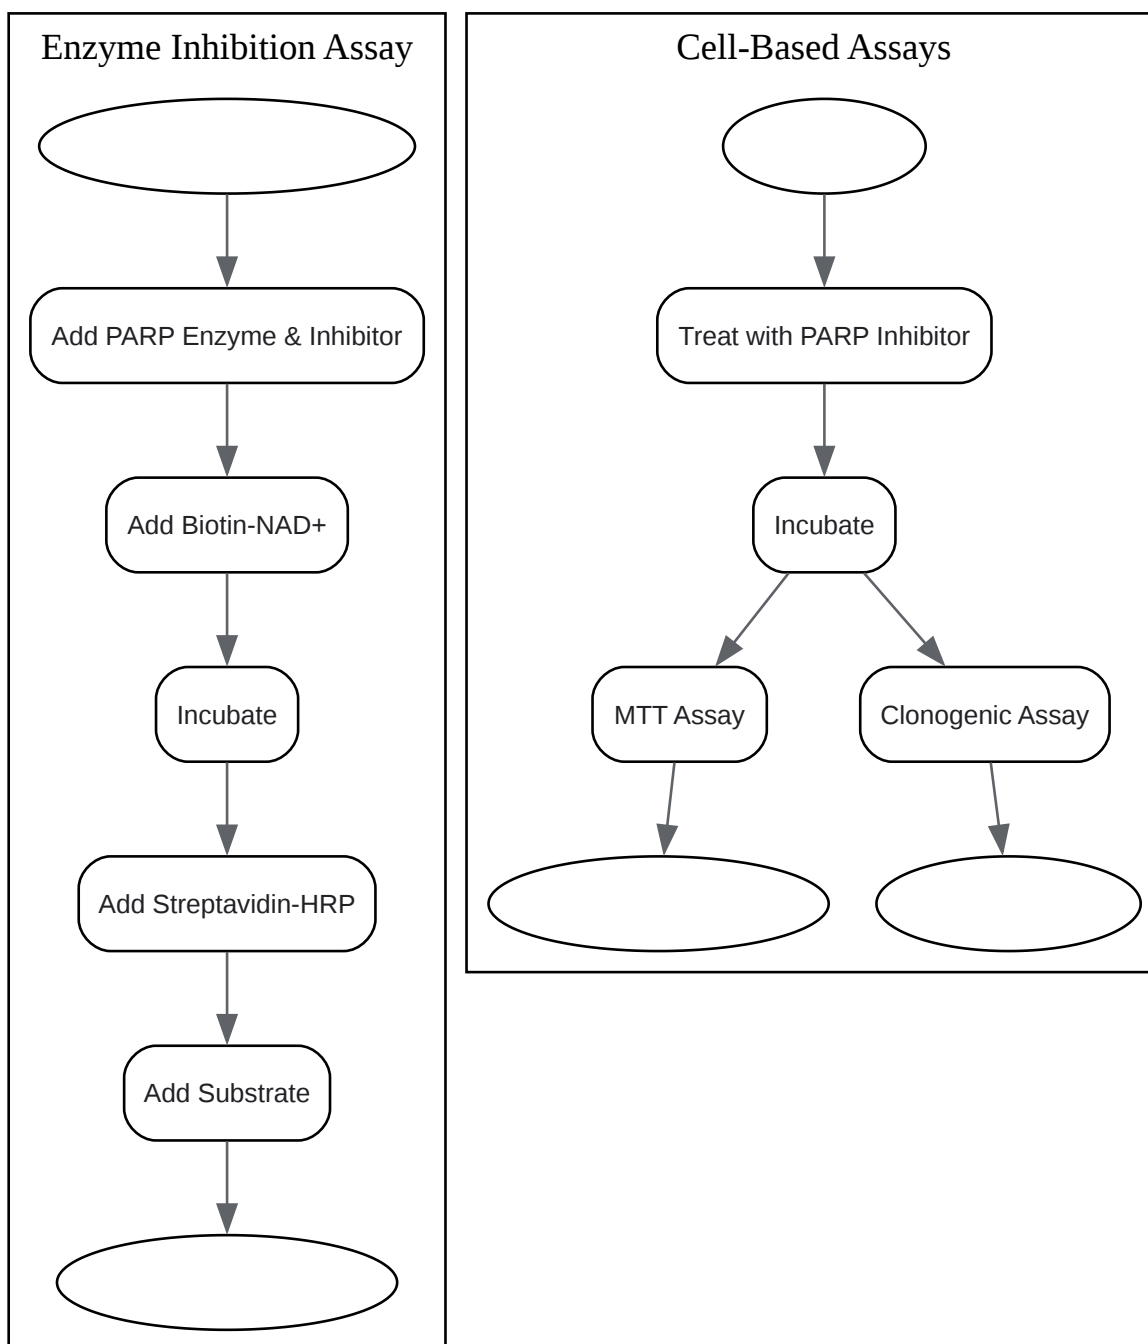 Enzyme Inhibition Assay
Add PARP Enzyme & Inhibitor
Add Biotin-NAD+
Incubate
Add Streptavidin-HRP
Add Substrate
Cell-Based Assays
Treat with PARP Inhibitor
Incubate
MTT Assay
Clonogenic Assay